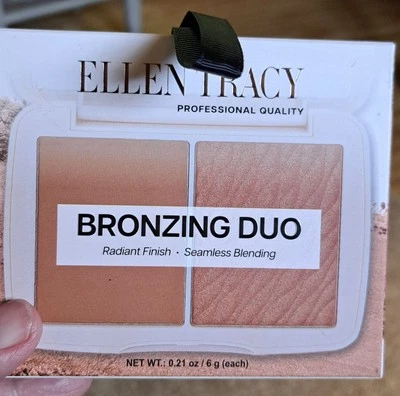 ELLEN TRACY
PROFESSIONAL QUALITY
BRONZING DUO
Radiant Finish · Seamless Blending
NET WT.: 0.21 oz / 6 g (each)